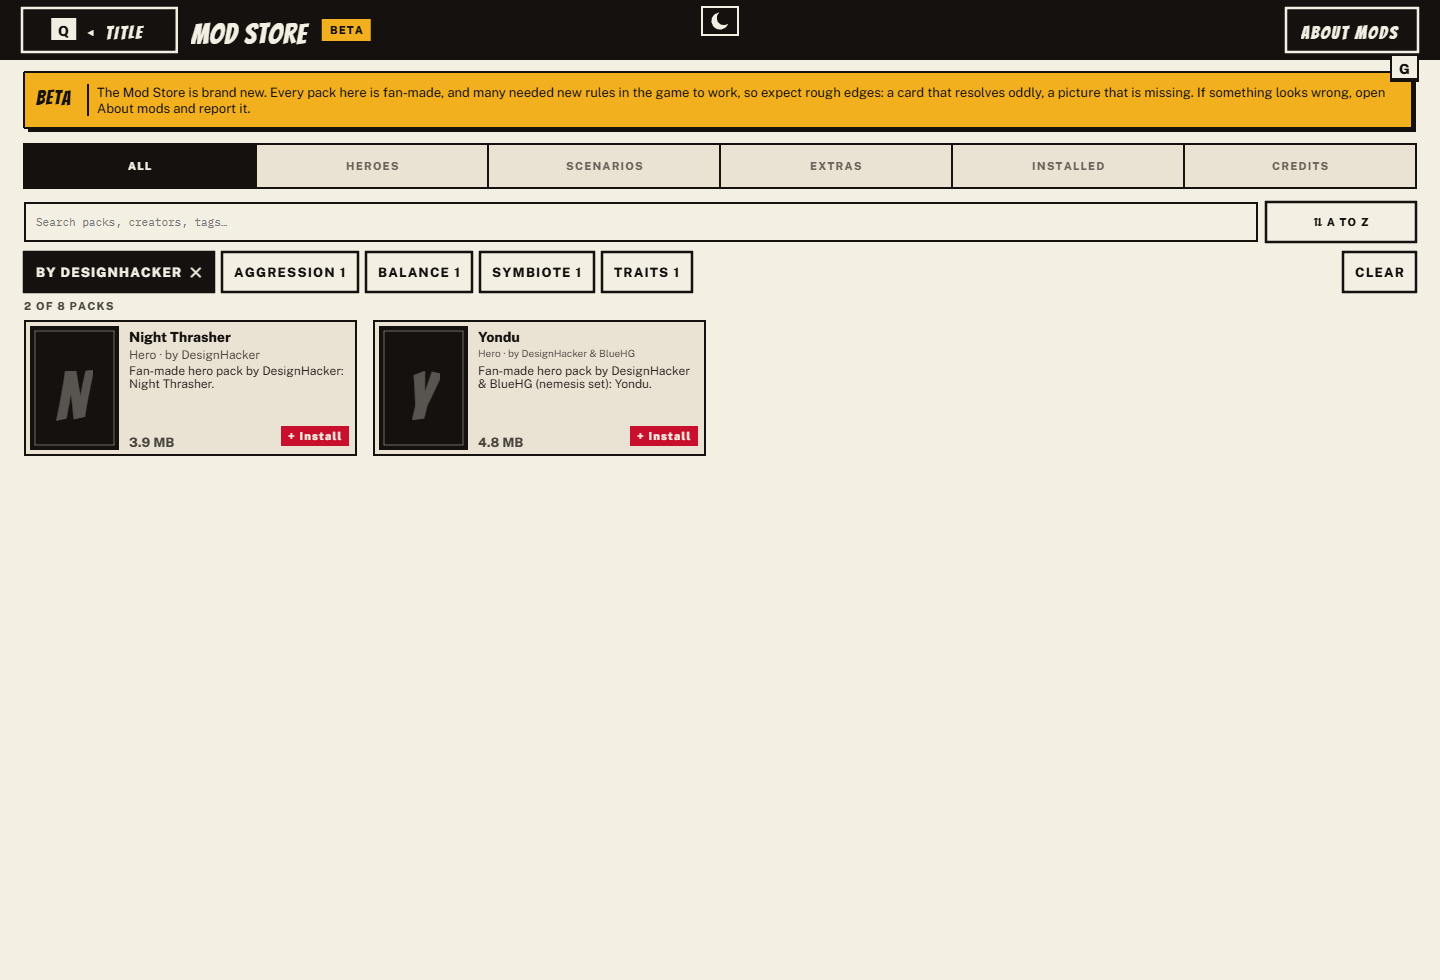 Q ◂ TITLE MOD STORE BETA ABOUT MODS
G
BETA
The Mod Store is brand new. Every pack here is fan-made, and many needed new rules in the game to work, so expect rough edges: a card that resolves oddly, a picture that is missing. If something looks wrong, open
About mods and report it.
ALL HEROES SCENARIOS EXTRAS INSTALLED CREDITS
Search packs, creators, tags… ⇅ A TO Z
BY DESIGNHACKER ✕ AGGRESSION 1 BALANCE 1 SYMBIOTE 1 TRAITS 1 CLEAR
2 OF 8 PACKS
N
Night Thrasher
Hero · by DesignHacker
Fan-made hero pack by DesignHacker:
Night Thrasher.
3.9 MB + Install
Y
Yondu
Hero · by DesignHacker & BlueHG
Fan-made hero pack by DesignHacker
& BlueHG (nemesis set): Yondu.
4.8 MB + Install